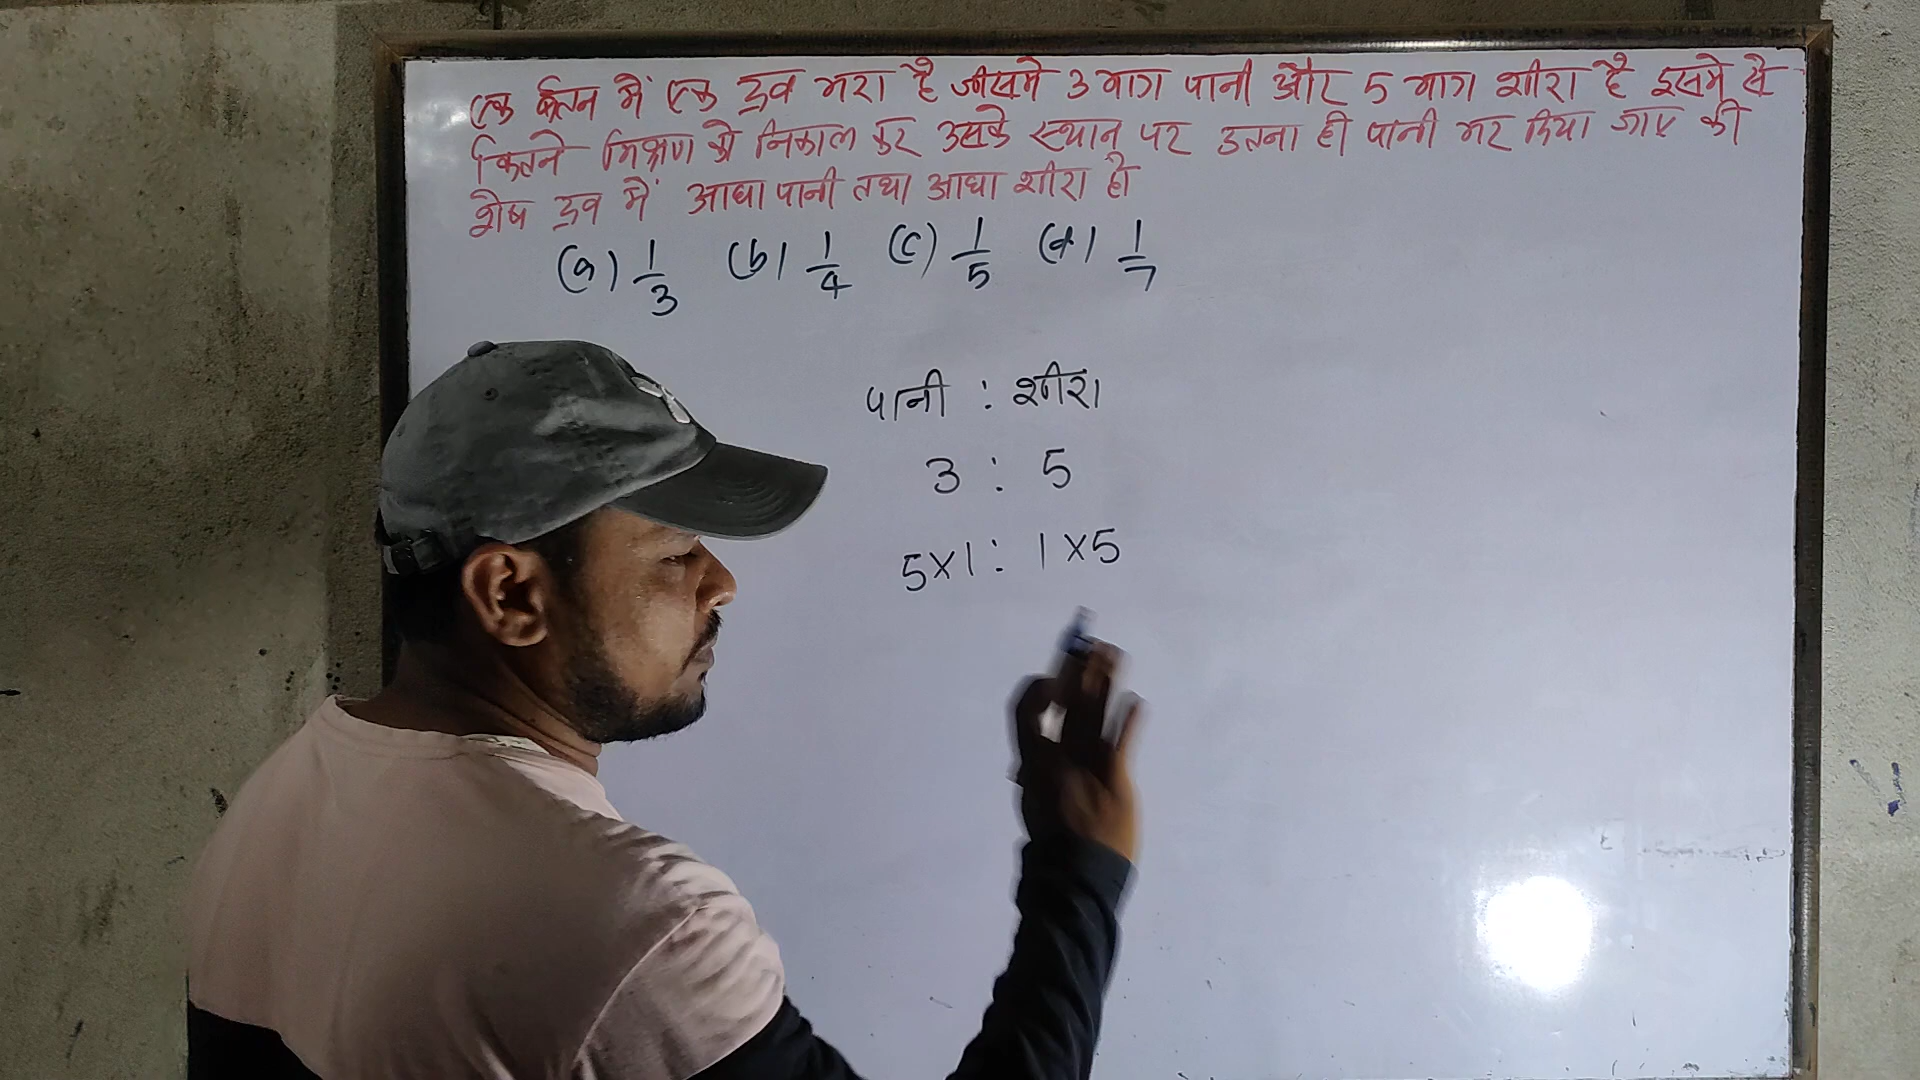 एक बर्तन में एक द्रव भरा है जीसमे 3 भाग पानी और 5 भाग शीरा है इसमे से
कितने मिश्रण को निकाल कर उसके स्थान पर उतना ही पानी भर दिया जाए की
शेष द्रव में आधा पानी तथा आधा शीरा हो
(a) 1/3 (b) 1/4 (c) 1/5 (d) 1/7
पानी : शीरा
3 : 5
5×1 : 1×5